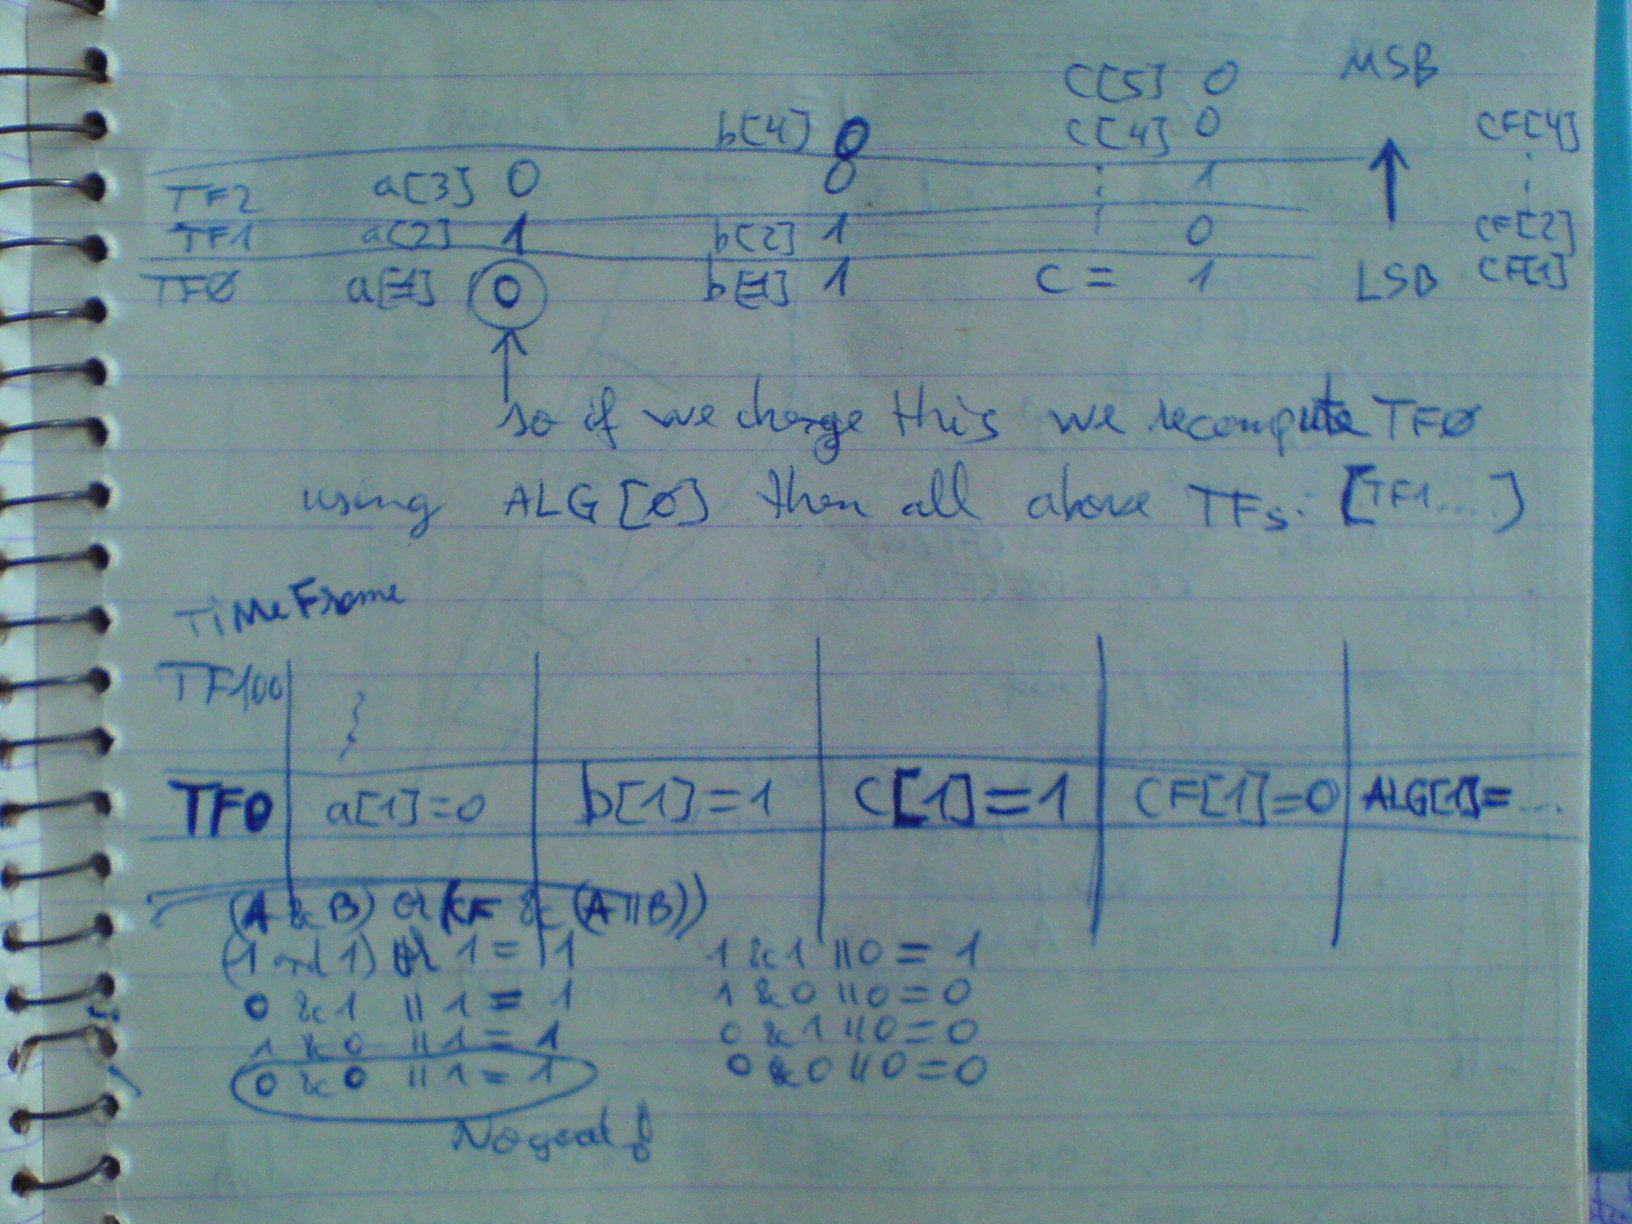 C[5] 0 MSB
b[4] 0 C[4] 0 CF[4]
TF2 a[3] 0 0 : 1 :
TF1 a[2] 1 b[2] 1 : 0 CF[2]
TF0 a[1] 0 b[1] 1 C = 1 LSB CF[1]
so if we change this we recompute TF0
using ALG[0] then all above TFs: [TF1....]
TiMeFrame
TF100
TF0 a[1]=0 b[1]=1 C[1]=1 CF[1]=0 ALG[1]=...
(A & B) or (CF & (A||B))
(1 and 1) OR 1 = 1 1 & 1 || 0 = 1
0 & 1 || 1 = 1 1 & 0 || 0 = 0
1 & 0 || 1 = 1 0 & 1 || 0 = 0
0 & 0 || 1 = 1 0 & 0 || 0 = 0
No good